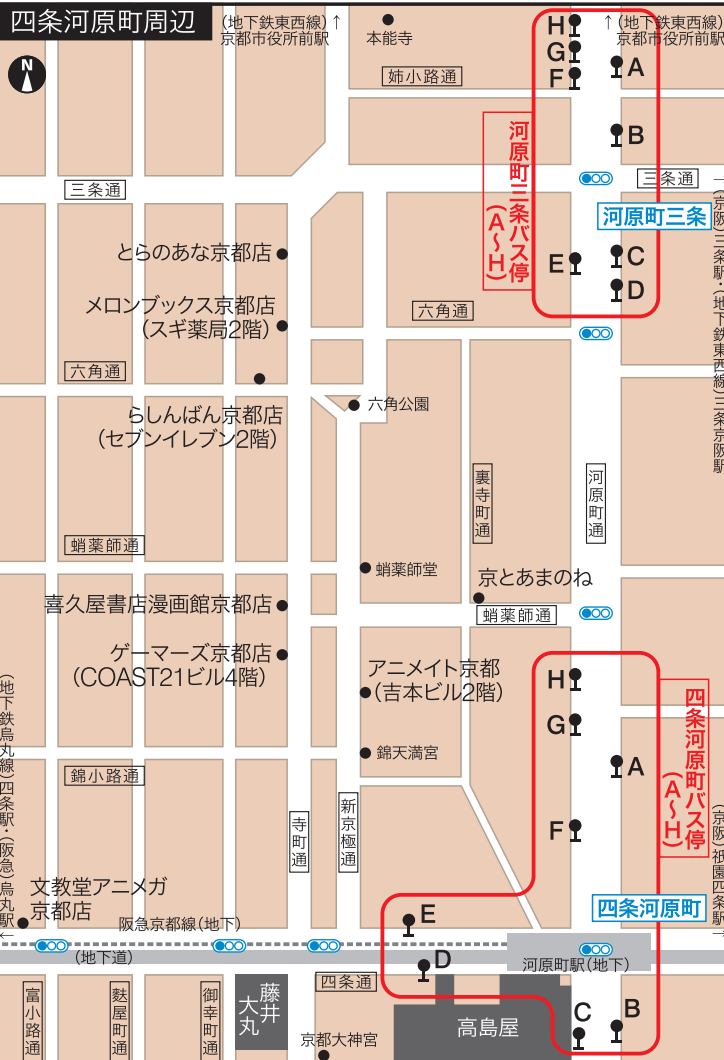 四条河原町周辺
(地下鉄東西線)↑
京都市役所前駅
本能寺
↑(地下鉄東西線)
京都市役所前駅
N
H
G
F
A
B
姉小路通
河原町三条バス停
(A〜H)
三条通
三条通
河原町三条
←(京阪)三条駅・(地下鉄東西線)三条京阪駅
とらのあな京都店
E
C
D
メロンブックス京都店
(スギ薬局2階)
六角通
六角通
らしんばん京都店
(セブンイレブン2階)
六角公園
裏寺町通
河原町通
蛸薬師通
蛸薬師堂
京とあまのね
喜久屋書店漫画館京都店
蛸薬師通
ゲーマーズ京都店
(COAST21ビル4階)
アニメイト京都
(吉本ビル2階)
H
G
A
F
四条河原町バス停
(A〜H)
(地下鉄烏丸線)四条駅・(阪急)烏丸駅←
錦天満宮
錦小路通
寺町通
新京極通
(京阪)祇園四条駅→
文教堂アニメガ
京都店
四条河原町
阪急京都線(地下)
E
(地下道)
D
河原町駅(地下)
四条通
富小路通
麩屋町通
御幸町通
藤井
大丸
京都大神宮
高島屋
C
B